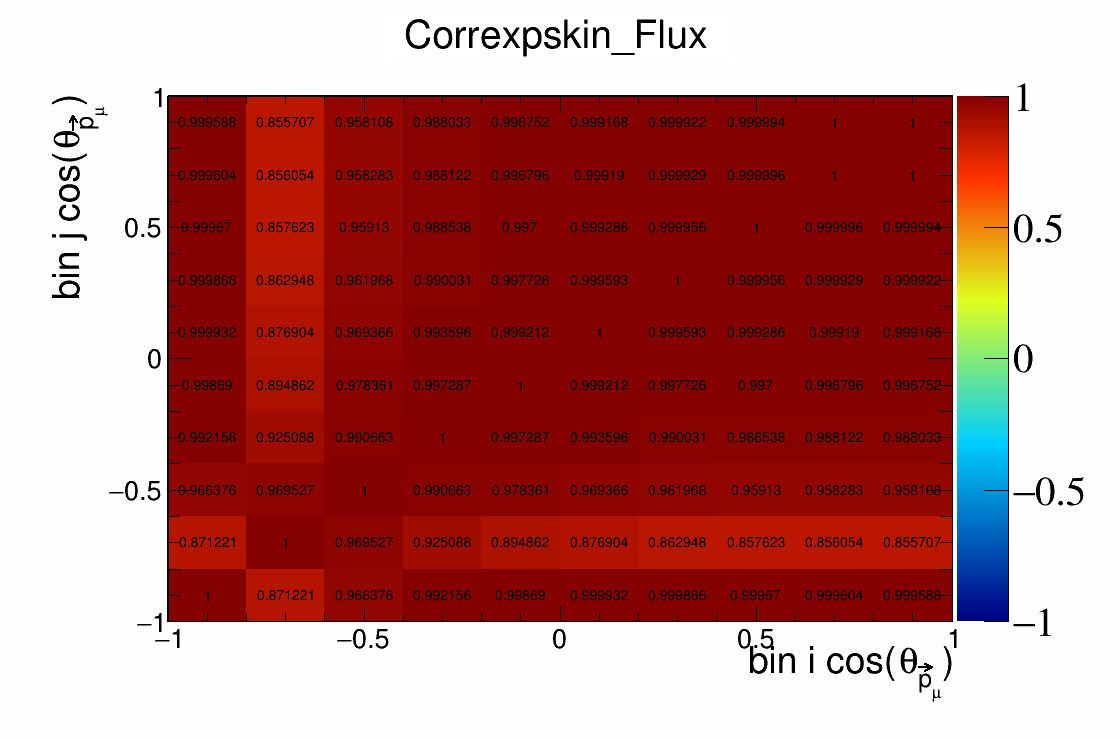 Correxpskin_Flux
bin j cos(θ_p⃗_μ)
1
0.5
0
−0.5
−1
0.999588 0.855707 0.958108 0.988033 0.996752 0.999168 0.999922 0.999994 1 1
0.999604 0.856054 0.958283 0.988122 0.996796 0.99919 0.999929 0.999996 1 1
0.99967 0.857623 0.95913 0.988538 0.997 0.999286 0.999956 1 0.999996 0.999994
0.999866 0.862948 0.961968 0.990031 0.997726 0.999593 1 0.999956 0.999929 0.999922
0.999932 0.876904 0.969366 0.993596 0.999212 1 0.999593 0.999286 0.99919 0.999168
0.99869 0.894862 0.978361 0.997287 1 0.999212 0.997726 0.997 0.996796 0.996752
0.992156 0.925088 0.990663 1 0.997287 0.993596 0.990031 0.988538 0.988122 0.988033
0.966376 0.969527 1 0.990663 0.978361 0.969366 0.961968 0.95913 0.958283 0.958108
0.871221 1 0.969527 0.925088 0.894862 0.876904 0.862948 0.857623 0.856054 0.855707
1 0.871221 0.966376 0.992156 0.99869 0.999932 0.999866 0.99967 0.999604 0.999588
−1 −0.5 0 0.5 1
bin i cos(θ_p⃗_μ)
1
0.5
0
−0.5
−1